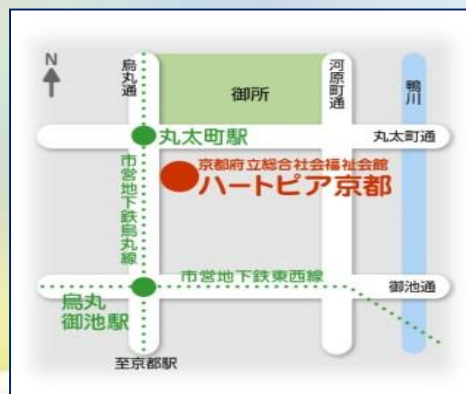 N
烏丸通
御所
河原町通
鴨川
丸太町駅
丸太町通
京都府立総合社会福祉会館
ハートピア京都
市営地下鉄烏丸線
市営地下鉄東西線
御池通
烏丸
御池駅
至京都駅